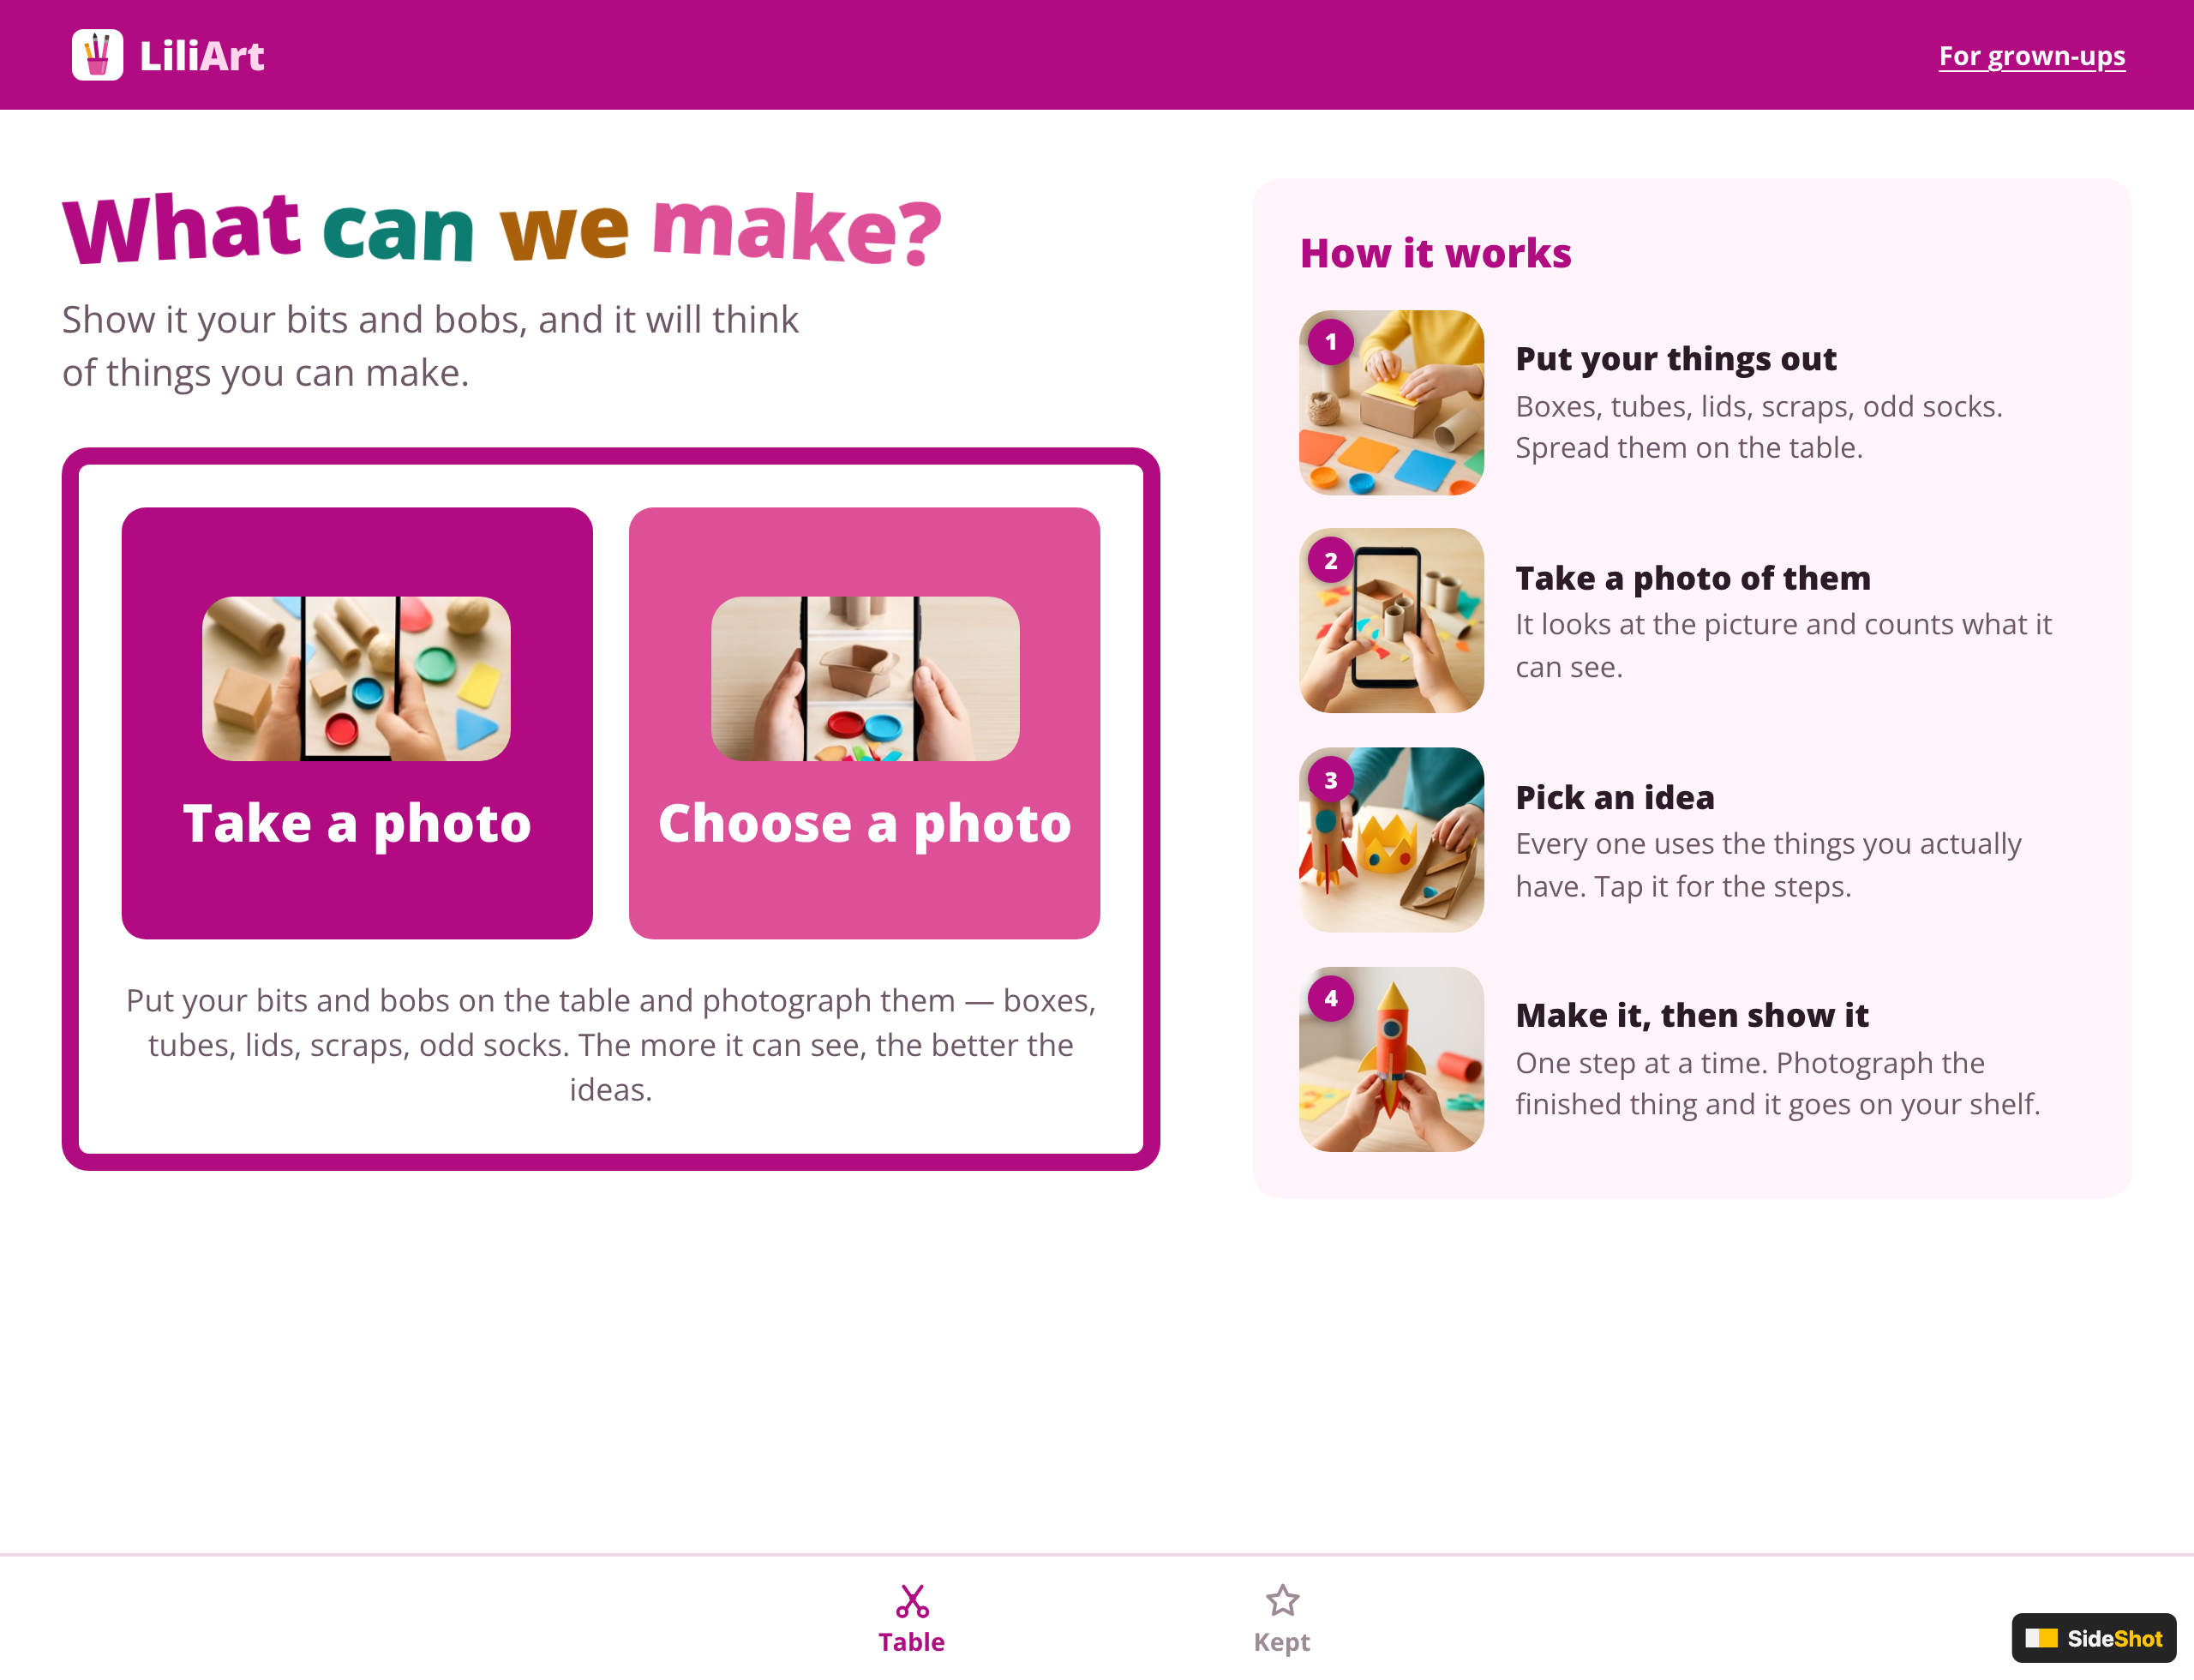 LiliArt
For grown-ups
What can we make?
Show it your bits and bobs, and it will think
of things you can make.
Take a photo
Choose a photo
Put your bits and bobs on the table and photograph them — boxes,
tubes, lids, scraps, odd socks. The more it can see, the better the
ideas.
How it works
1
Put your things out
Boxes, tubes, lids, scraps, odd socks.
Spread them on the table.
2
Take a photo of them
It looks at the picture and counts what it
can see.
3
Pick an idea
Every one uses the things you actually
have. Tap it for the steps.
4
Make it, then show it
One step at a time. Photograph the
finished thing and it goes on your shelf.
Table
Kept
SideShot